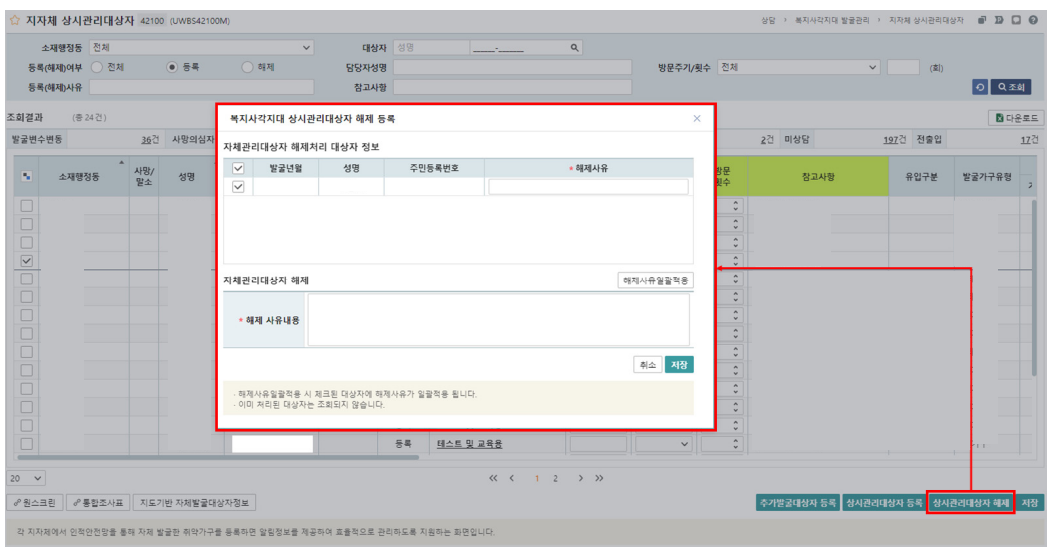 지자체 상시관리대상자 42100 (UWBS42100M)
상담 › 복지사각지대 발굴관리 › 지자체 상시관리대상자
소재행정동 전체 대상자 성명 ______-______
등록(해제)여부 전체 등록 해제 담당자성명 방문주기/횟수 전체 (회)
등록(해제)사유 참고사항 조회
조회결과 (총 24건) 다운로드
발굴변수변동 36건 사망의심자 2건 미상담 197건 전출입 17건
소재행정동 사망/말소 성명 방문횟수 참고사항 유입구분 발굴가구유형
복지사각지대 상시관리대상자 해제 등록
자체관리대상자 해제처리 대상자 정보
발굴년월 성명 주민등록번호 * 해제사유
지체관리대상자 해제 해제사유일괄적용
* 해제 사유내용
취소 저장
· 해제사유일괄적용 시 체크된 대상자에 해제사유가 일괄적용 됩니다.
· 이미 처리된 대상자는 조회되지 않습니다.
등록 테스트 및 교육용
20 1 2
원스크린 통합조사표 지도기반 자체발굴대상자정보 추가발굴대상자 등록 상시관리대상자 등록 상시관리대상자 해제 저장
각 지자체에서 인적안전망을 통해 자체 발굴한 취약가구를 등록하면 알림정보를 제공하여 효율적으로 관리하도록 지원하는 화면입니다.